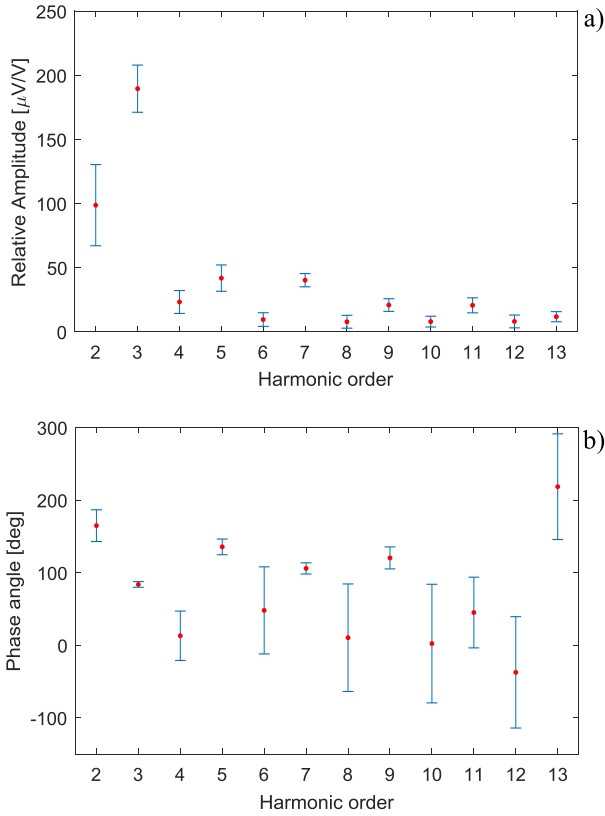 a)
250
200
150
100
50
0
Relative Amplitude [μV/V]
2 3 4 5 6 7 8 9 10 11 12 13
Harmonic order
b)
300
200
100
0
-100
Phase angle [deg]
2 3 4 5 6 7 8 9 10 11 12 13
Harmonic order